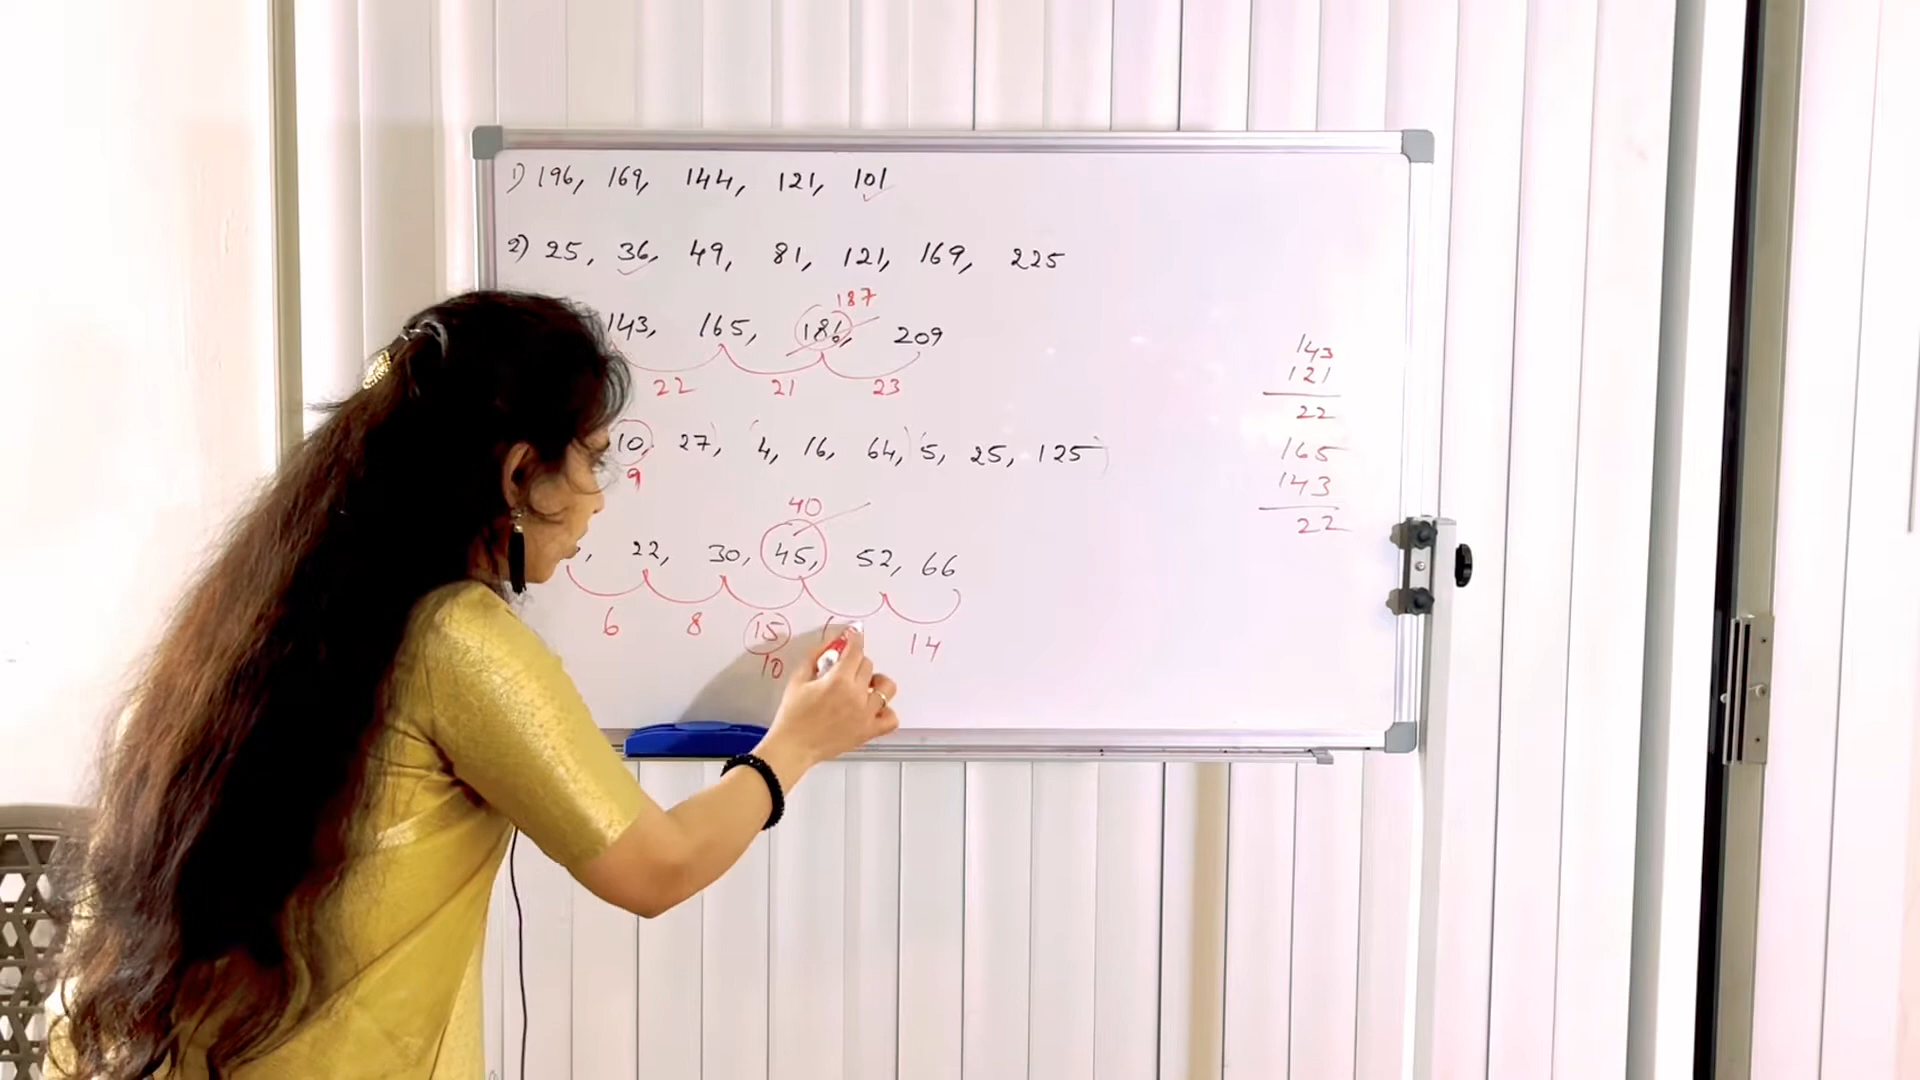 1) 196, 169, 144, 121, 101
2) 25, 36, 49, 81, 121, 169, 225
187
143, 165, 181, 209
22 21 23
10, 27, 4, 16, 64, 5, 25, 125
9
40
22, 30, 45, 52, 66
6 8 15 14
10
143
121
22
165
143
22